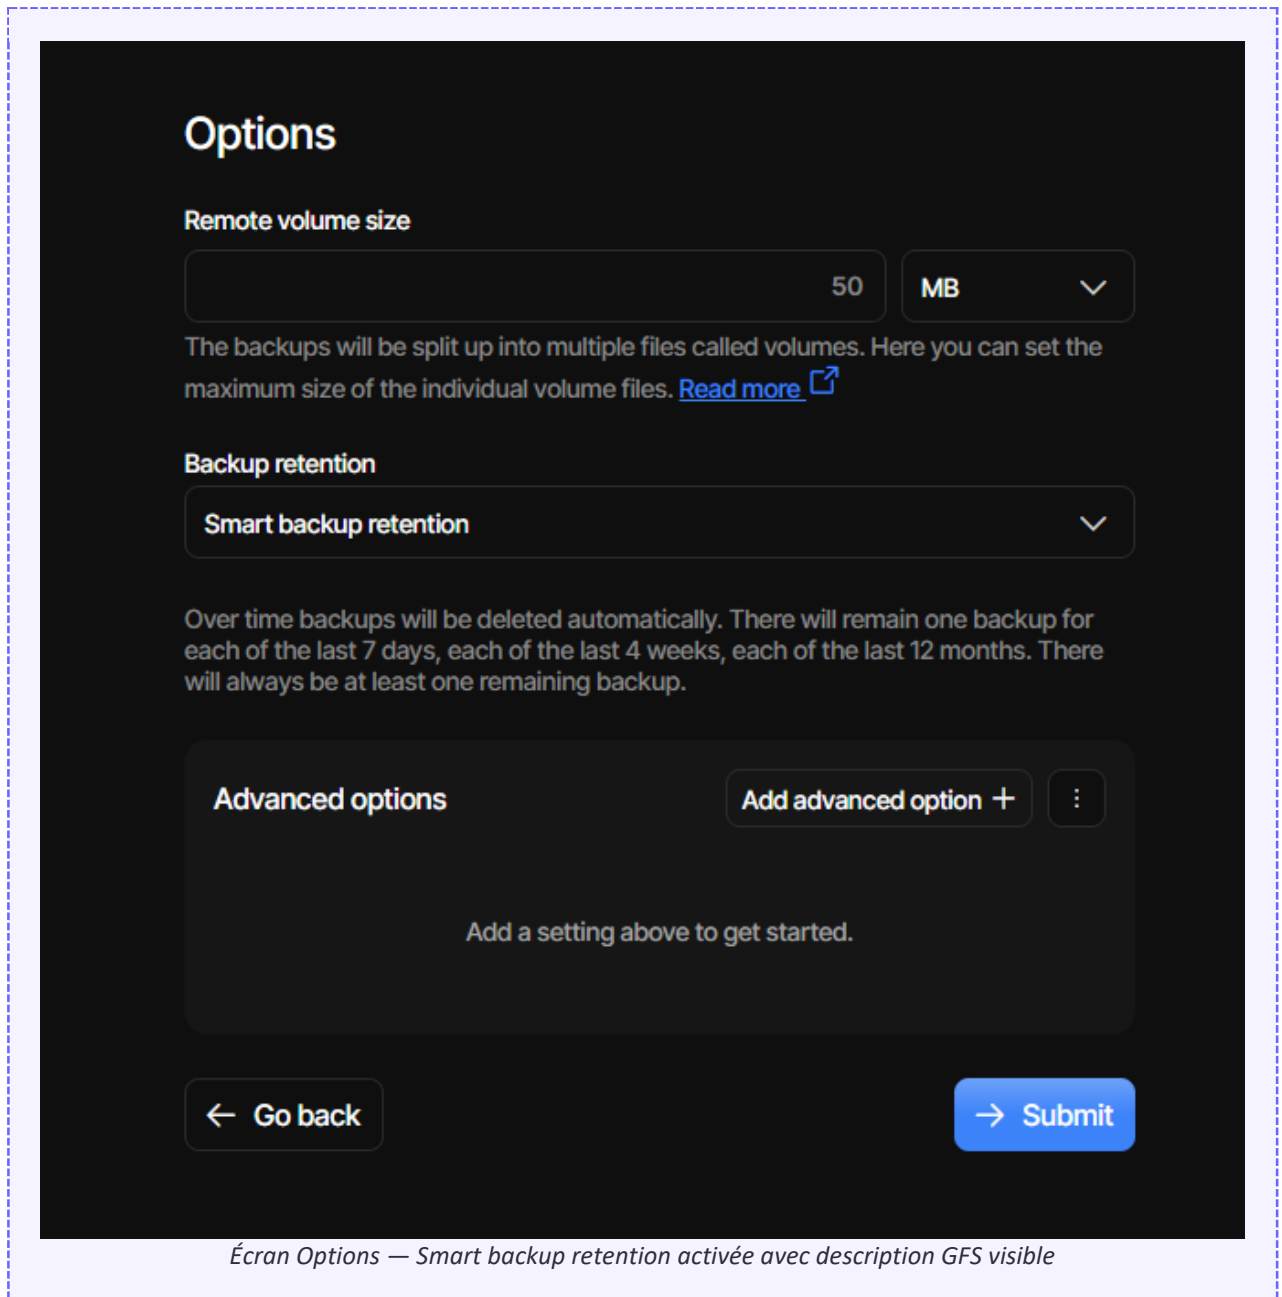 Options
Remote volume size
50 MB
The backups will be split up into multiple files called volumes. Here you can set the
maximum size of the individual volume files. Read more
Backup retention
Smart backup retention
Over time backups will be deleted automatically. There will remain one backup for
each of the last 7 days, each of the last 4 weeks, each of the last 12 months. There
will always be at least one remaining backup.
Advanced options Add advanced option +
Add a setting above to get started.
Go back Submit
Écran Options — Smart backup retention activée avec description GFS visible